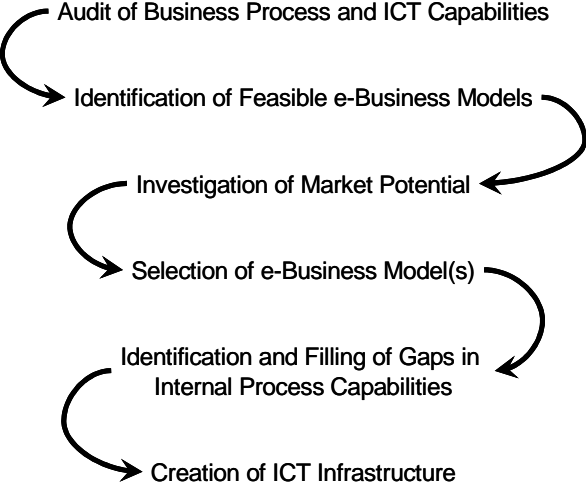 Audit of Business Process and ICT Capabilities
Identification of Feasible e-Business Models
Investigation of Market Potential
Selection of e-Business Model(s)
Identification and Filling of Gaps in
Internal Process Capabilities
Creation of ICT Infrastructure